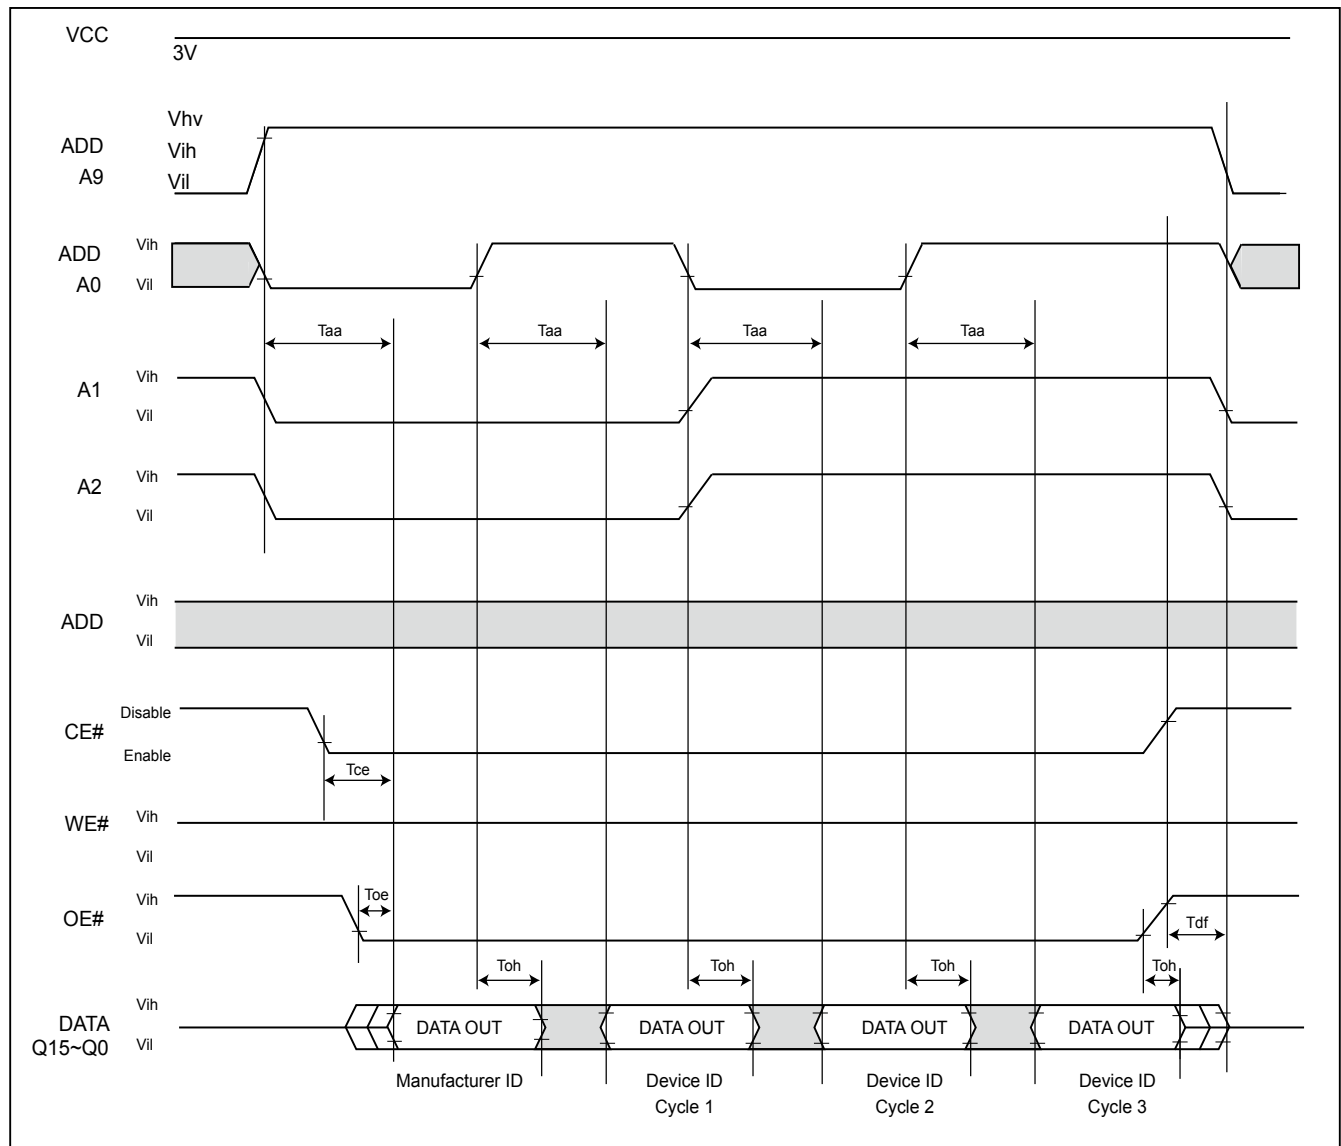 VCC
3V
ADD
A9
Vhv
Vih
Vil
ADD
A0
Vih
Vil
Taa
Taa
Taa
Taa
A1
Vih
Vil
A2
Vih
Vil
ADD
Vih
Vil
CE#
Disable
Enable
Tce
WE#
Vih
Vil
OE#
Vih
Vil
Toe
Tdf
Toh
Toh
Toh
Toh
DATA
Q15~Q0
Vih
Vil
DATA OUT
DATA OUT
DATA OUT
DATA OUT
Manufacturer ID
Device ID
Cycle 1
Device ID
Cycle 2
Device ID
Cycle 3